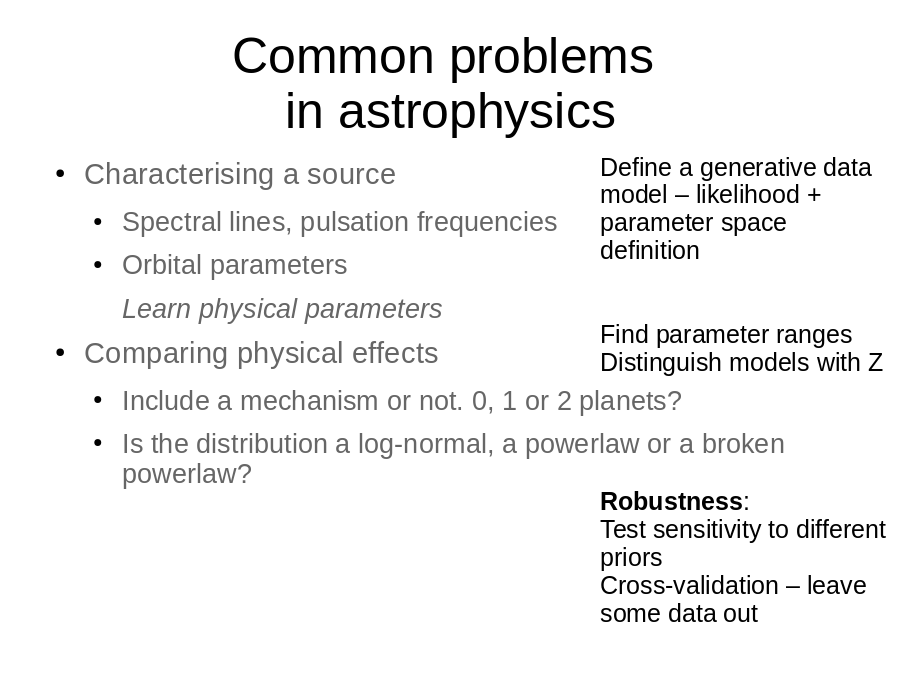 Common problems
in astrophysics
• Characterising a source
• Spectral lines, pulsation frequencies
• Orbital parameters
Learn physical parameters
• Comparing physical effects
• Include a mechanism or not. 0, 1 or 2 planets?
• Is the distribution a log-normal, a powerlaw or a broken
powerlaw?
Define a generative data
model – likelihood +
parameter space
definition
Find parameter ranges
Distinguish models with Z
Robustness:
Test sensitivity to different
priors
Cross-validation – leave
some data out